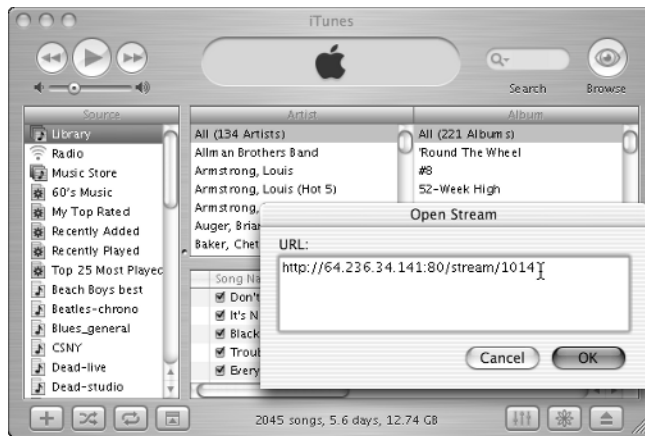 iTunes
Search
Browse
Source
Library
Radio
Music Store
60's Music
My Top Rated
Recently Added
Recently Played
Top 25 Most Played
Beach Boys best
Beatles-chrono
Blues_general
CSNY
Dead-live
Dead-studio
Artist
All (134 Artists)
Allman Brothers Band
Armstrong, Louis
Armstrong, Louis (Hot 5)
Armstrong,
Auger, Bria
Baker, Chet
Album
All (221 Albums)
'Round The Wheel
#8
52-Week High
Song Na
Don't
It's N
Black
Troub
Every
Open Stream
URL:
http://64.236.34.141:80/stream/1014
Cancel
OK
2045 songs, 5.6 days, 12.74 GB